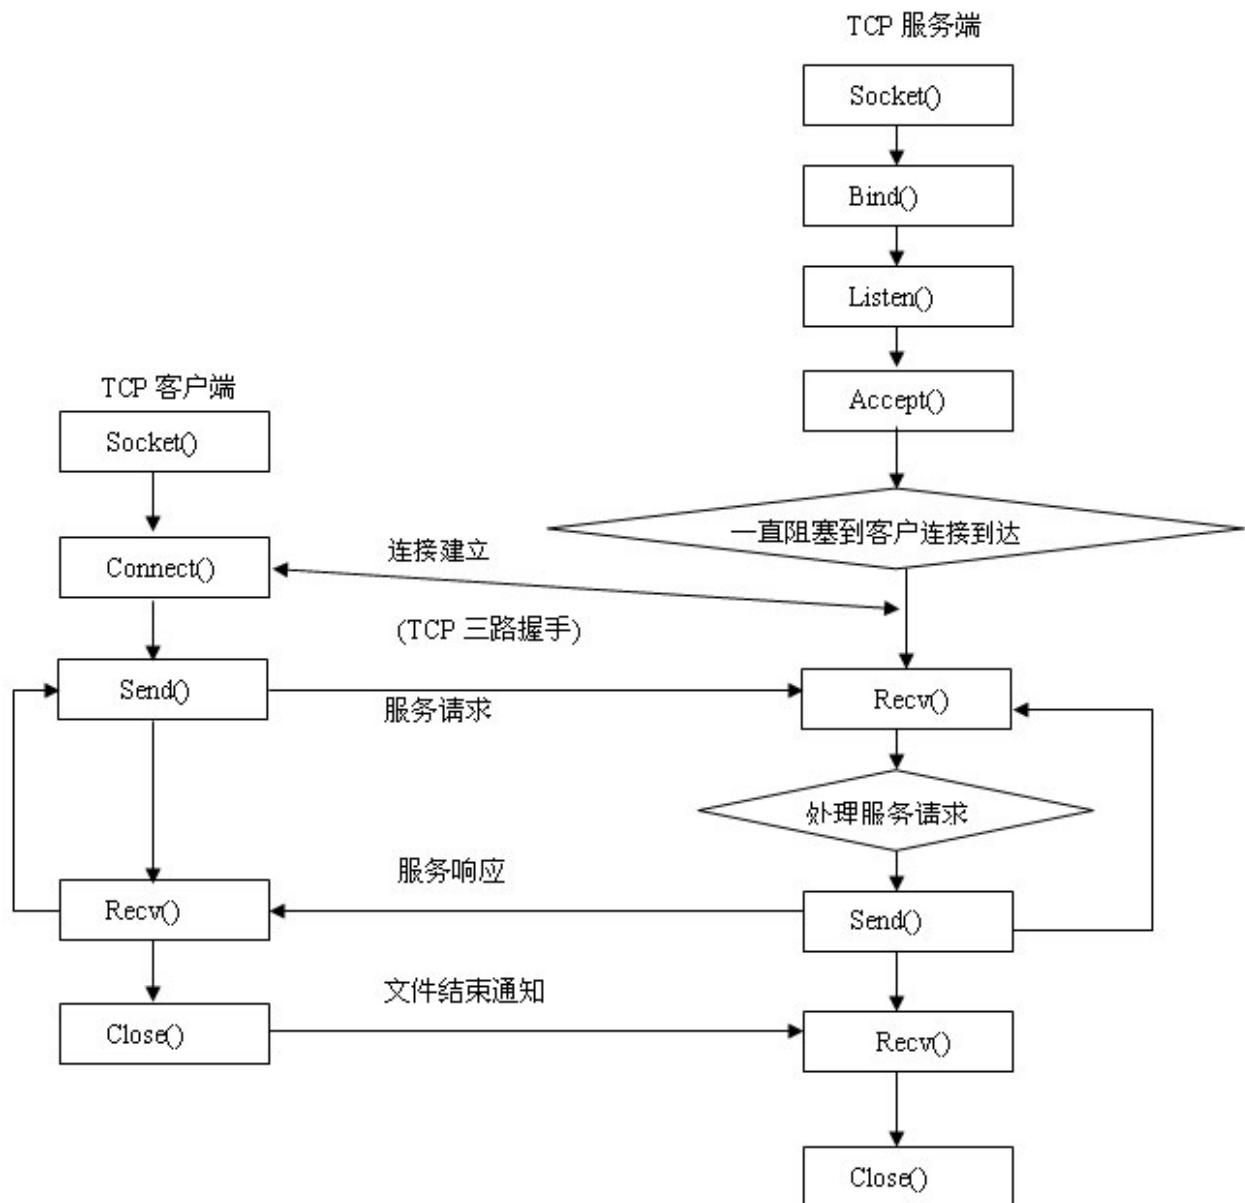 TCP 服务端
Socket()
Bind()
Listen()
Accept()
TCP 客户端
Socket()
一直阻塞到客户连接到达
连接建立
Connect()
(TCP 三路握手)
Send()
服务请求
Recv()
处理服务请求
服务响应
Recv()
Send()
文件结束通知
Close()
Recv()
Close()